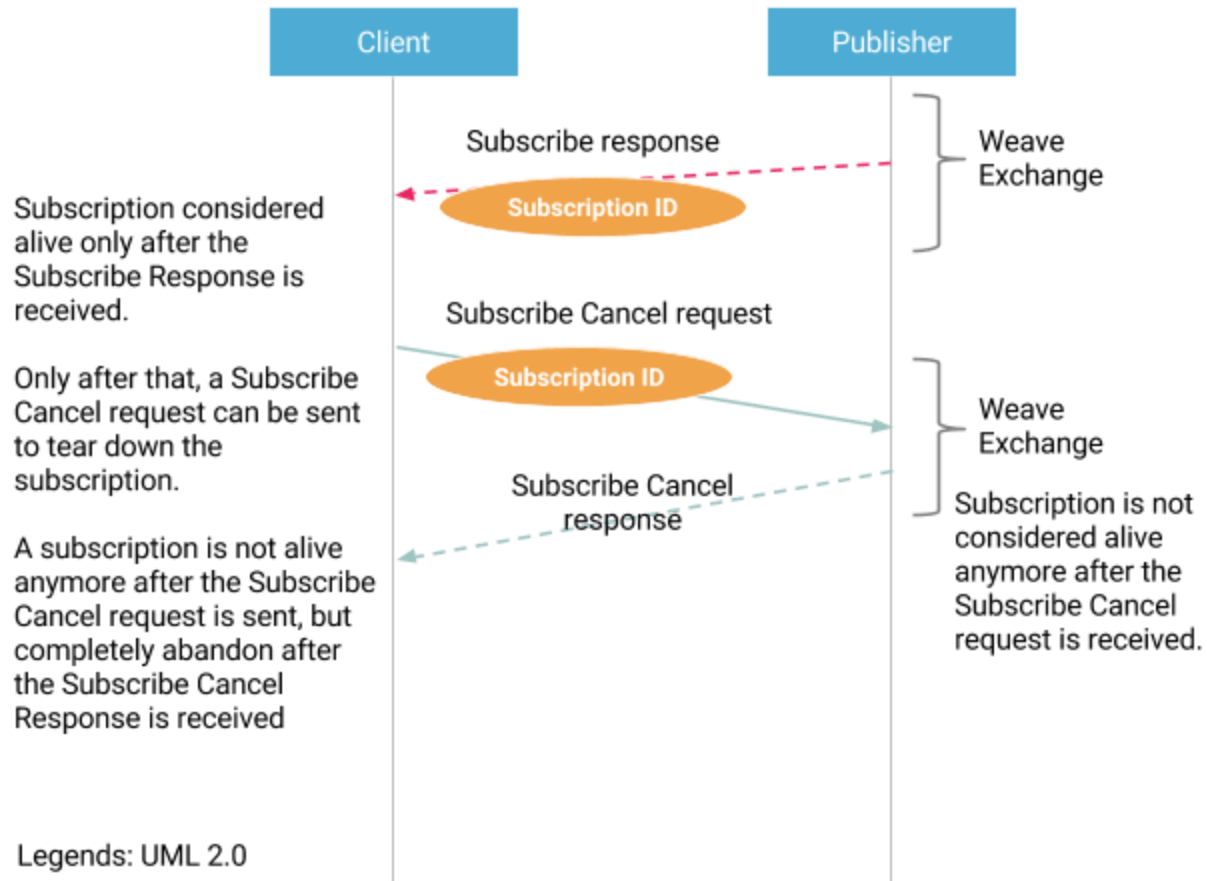 Client
Publisher
Subscribe response
Weave
Exchange
Subscription ID
Subscription considered
alive only after the
Subscribe Response is
received.
Subscribe Cancel request
Only after that, a Subscribe
Cancel request can be sent
to tear down the
subscription.
Subscription ID
Weave
Exchange
Subscribe Cancel
response
Subscription is not
considered alive
anymore after the
Subscribe Cancel
request is received.
A subscription is not alive
anymore after the Subscribe
Cancel request is sent, but
completely abandon after
the Subscribe Cancel
Response is received
Legends: UML 2.0